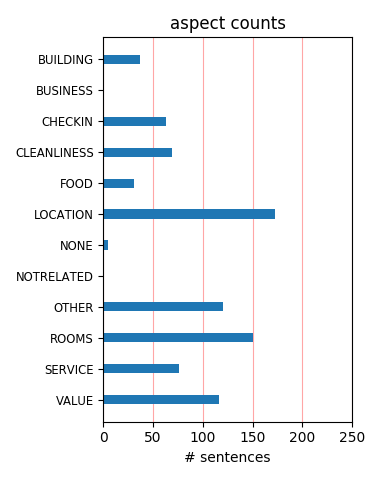 aspect counts
BUILDING
BUSINESS
CHECKIN
CLEANLINESS
FOOD
LOCATION
NONE
NOTRELATED
OTHER
ROOMS
SERVICE
VALUE
0 50 100 150 200 250
# sentences